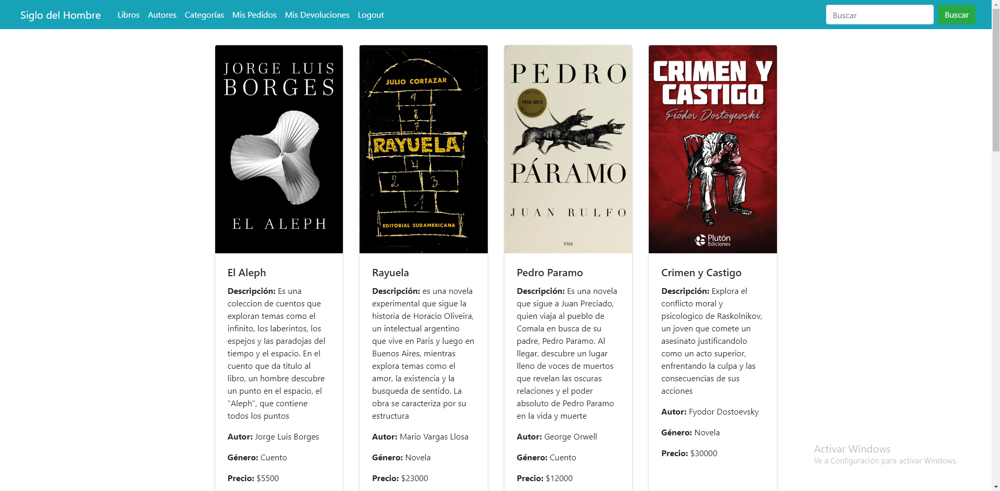 Siglo del Hombre Libros Autores Categorías Mis Pedidos Mis Devoluciones Logout Buscar Buscar
JORGE LUIS
BORGES
EL ALEPH
JULIO CORTAZAR
9
8
7
RAYUELA
4
2 3
1
EDITORIAL SUDAMERICANA
PEDRO
EDICIÓN
1955-2015
60 ANIVERSARIO
PÁRAMO
JUAN RULFO
rm
CRIMEN Y
CASTIGO
Fiódor Dostoyevski
Plutón
Ediciones
El Aleph
Descripción: Es una
coleccion de cuentos que
exploran temas como el
infinito, los laberintos, los
espejos y las paradojas del
tiempo y el espacio. En el
cuento que da titulo al
libro, un hombre descubre
un punto en el espacio, el
"Aleph", que contiene
todos los puntos
Autor: Jorge Luis Borges
Género: Cuento
Precio: $5500
Rayuela
Descripción: es una novela
experimental que sigue la
historia de Horacio Oliveira,
un intelectual argentino
que vive en Paris y luego en
Buenos Aires, mientras
explora temas como el
amor, la existencia y la
busqueda de sentido. La
obra se caracteriza por su
estructura
Autor: Mario Vargas Llosa
Género: Novela
Precio: $23000
Pedro Paramo
Descripción: Es una novela
que sigue a Juan Preciado,
quien viaja al pueblo de
Comala en busca de su
padre, Pedro Paramo. Al
llegar, descubre un lugar
lleno de voces de muertos
que revelan las oscuras
relaciones y el poder
absoluto de Pedro Paramo
en la vida y muerte
Autor: George Orwell
Género: Cuento
Precio: $12000
Crimen y Castigo
Descripción: Explora el
conflicto moral y
psicologico de Raskolnikov,
un joven que comete un
asesinato justificandolo
como un acto superior,
enfrentando la culpa y las
consecuencias de sus
acciones
Autor: Fyodor Dostoevsky
Género: Novela
Precio: $30000
Activar Windows
Ve a Configuración para activar Windows.